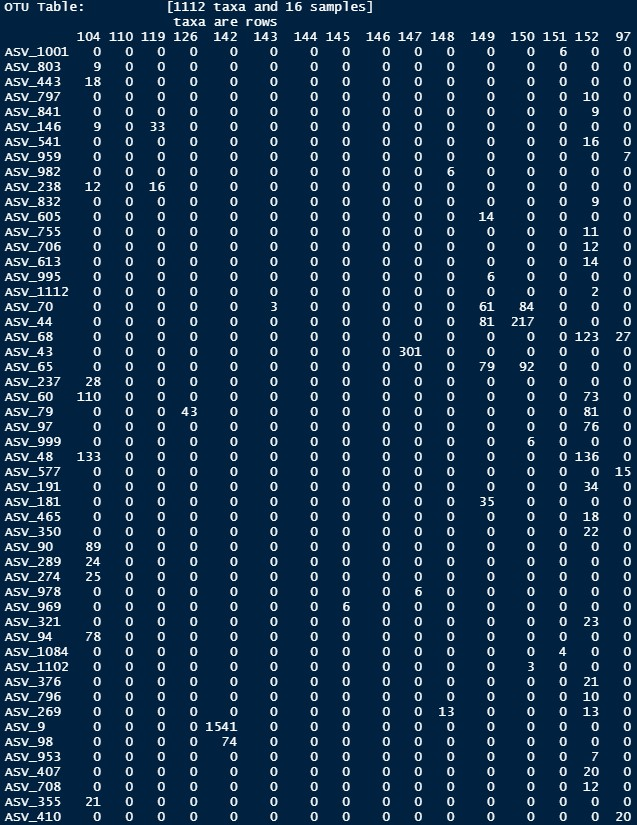 OTU Table: [1112 taxa and 16 samples]
taxa are rows
104 110 119 126 142 143 144 145 146 147 148 149 150 151 152 97
ASV_1001 0 0 0 0 0 0 0 0 0 0 0 0 0 6 0 0
ASV_803 9 0 0 0 0 0 0 0 0 0 0 0 0 0 0 0
ASV_443 18 0 0 0 0 0 0 0 0 0 0 0 0 0 0 0
ASV_797 0 0 0 0 0 0 0 0 0 0 0 0 0 0 10 0
ASV_841 0 0 0 0 0 0 0 0 0 0 0 0 0 0 9 0
ASV_146 9 0 33 0 0 0 0 0 0 0 0 0 0 0 0 0
ASV_541 0 0 0 0 0 0 0 0 0 0 0 0 0 0 16 0
ASV_959 0 0 0 0 0 0 0 0 0 0 0 0 0 0 0 7
ASV_982 0 0 0 0 0 0 0 0 0 0 6 0 0 0 0 0
ASV_238 12 0 16 0 0 0 0 0 0 0 0 0 0 0 0 0
ASV_832 0 0 0 0 0 0 0 0 0 0 0 0 0 0 9 0
ASV_605 0 0 0 0 0 0 0 0 0 0 0 14 0 0 0 0
ASV_755 0 0 0 0 0 0 0 0 0 0 0 0 0 0 11 0
ASV_706 0 0 0 0 0 0 0 0 0 0 0 0 0 0 12 0
ASV_613 0 0 0 0 0 0 0 0 0 0 0 0 0 0 14 0
ASV_995 0 0 0 0 0 0 0 0 0 0 0 6 0 0 0 0
ASV_1112 0 0 0 0 0 0 0 0 0 0 0 0 0 0 2 0
ASV_70 0 0 0 0 0 3 0 0 0 0 0 61 84 0 0 0
ASV_44 0 0 0 0 0 0 0 0 0 0 0 81 217 0 0 0
ASV_68 0 0 0 0 0 0 0 0 0 0 0 0 0 0 123 27
ASV_43 0 0 0 0 0 0 0 0 0 301 0 0 0 0 0 0
ASV_65 0 0 0 0 0 0 0 0 0 0 0 79 92 0 0 0
ASV_237 28 0 0 0 0 0 0 0 0 0 0 0 0 0 0 0
ASV_60 110 0 0 0 0 0 0 0 0 0 0 0 0 0 73 0
ASV_79 0 0 0 43 0 0 0 0 0 0 0 0 0 0 81 0
ASV_97 0 0 0 0 0 0 0 0 0 0 0 0 0 0 76 0
ASV_999 0 0 0 0 0 0 0 0 0 0 0 0 6 0 0 0
ASV_48 133 0 0 0 0 0 0 0 0 0 0 0 0 0 136 0
ASV_577 0 0 0 0 0 0 0 0 0 0 0 0 0 0 0 15
ASV_191 0 0 0 0 0 0 0 0 0 0 0 0 0 0 34 0
ASV_181 0 0 0 0 0 0 0 0 0 0 0 35 0 0 0 0
ASV_465 0 0 0 0 0 0 0 0 0 0 0 0 0 0 18 0
ASV_350 0 0 0 0 0 0 0 0 0 0 0 0 0 0 22 0
ASV_90 89 0 0 0 0 0 0 0 0 0 0 0 0 0 0 0
ASV_289 24 0 0 0 0 0 0 0 0 0 0 0 0 0 0 0
ASV_274 25 0 0 0 0 0 0 0 0 0 0 0 0 0 0 0
ASV_978 0 0 0 0 0 0 0 0 0 6 0 0 0 0 0 0
ASV_969 0 0 0 0 0 0 0 6 0 0 0 0 0 0 0 0
ASV_321 0 0 0 0 0 0 0 0 0 0 0 0 0 0 23 0
ASV_94 78 0 0 0 0 0 0 0 0 0 0 0 0 0 0 0
ASV_1084 0 0 0 0 0 0 0 0 0 0 0 0 0 4 0 0
ASV_1102 0 0 0 0 0 0 0 0 0 0 0 0 3 0 0 0
ASV_376 0 0 0 0 0 0 0 0 0 0 0 0 0 0 21 0
ASV_796 0 0 0 0 0 0 0 0 0 0 0 0 0 0 10 0
ASV_269 0 0 0 0 0 0 0 0 0 0 13 0 0 0 13 0
ASV_9 0 0 0 0 1541 0 0 0 0 0 0 0 0 0 0 0
ASV_98 0 0 0 0 74 0 0 0 0 0 0 0 0 0 0 0
ASV_953 0 0 0 0 0 0 0 0 0 0 0 0 0 0 7 0
ASV_407 0 0 0 0 0 0 0 0 0 0 0 0 0 0 20 0
ASV_708 0 0 0 0 0 0 0 0 0 0 0 0 0 0 12 0
ASV_355 21 0 0 0 0 0 0 0 0 0 0 0 0 0 0 0
ASV_410 0 0 0 0 0 0 0 0 0 0 0 0 0 0 0 20